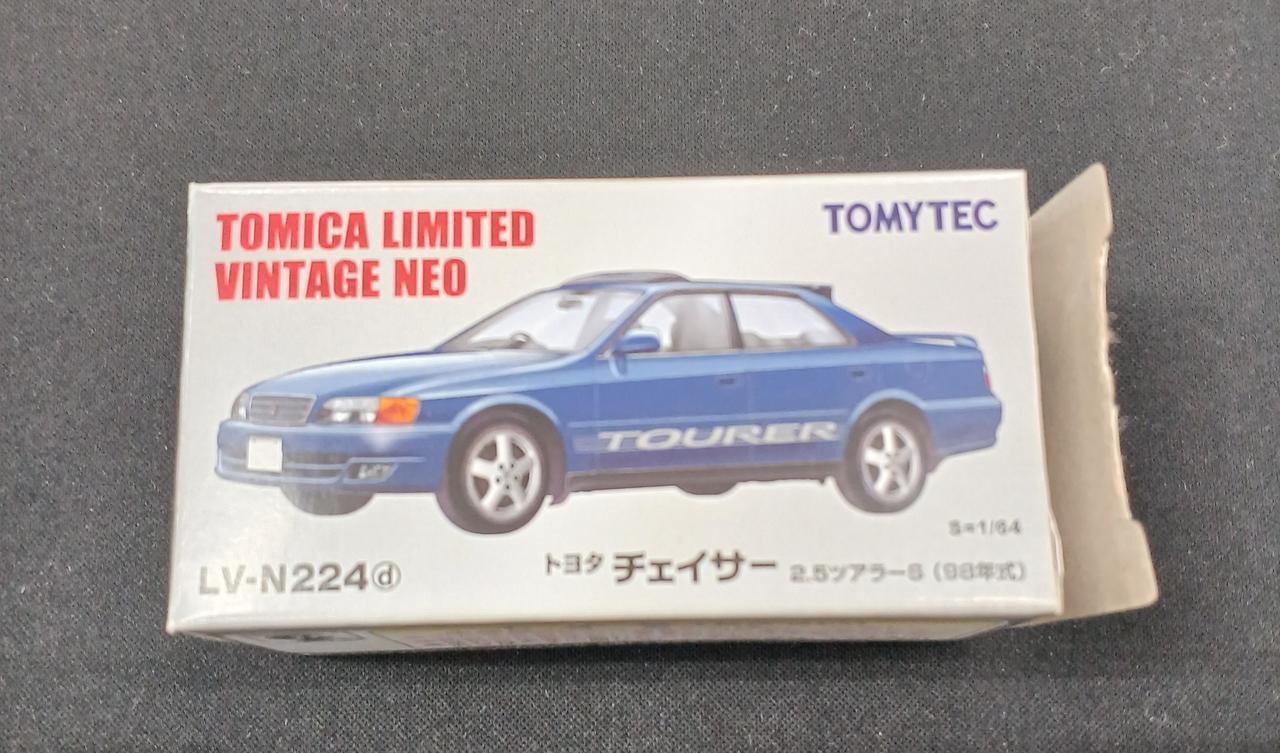 TOMICA LIMITED
VINTAGE NEO
TOMYTEC
TOURER
S=1/64
LV-N224ⓓ
トヨタ チェイサー 2.5ツアラーS（98年式）